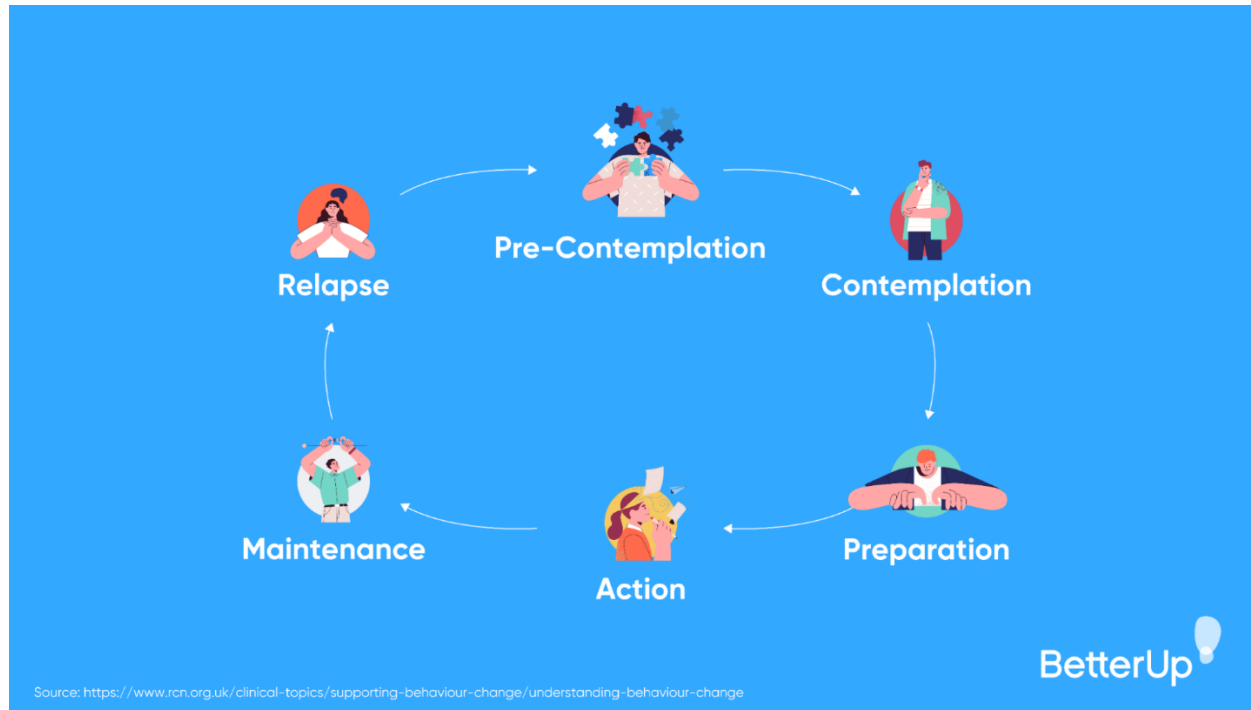 Pre-Contemplation
Contemplation
Preparation
Action
Maintenance
Relapse
BetterUp
Source: https://www.rcn.org.uk/clinical-topics/supporting-behaviour-change/understanding-behaviour-change